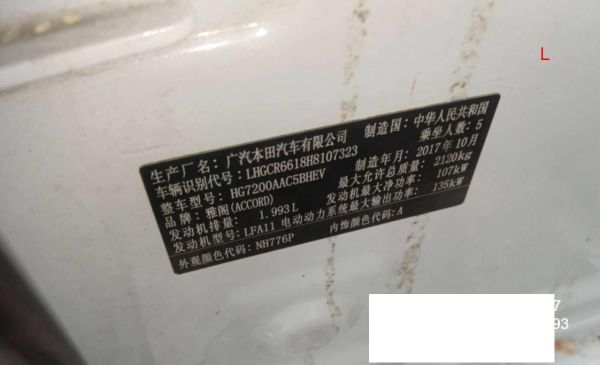 L
生产厂名：广汽本田汽车有限公司 制造国：中华人民共和国
车辆识别代号：LHGCR6618H8107323 乘坐人数：5
整车型号：HG7200AAC5BHEV 制造年月：2017年10月
品牌：雅阁(ACCORD) 最大允许总质量：2120kg
发动机排量：1.993L 发动机最大净功率：107kW
发动机型号：LFA11 电动动力系统最大输出功率：135kW
外观颜色代码：NH776P 内饰颜色代码：A
7
93